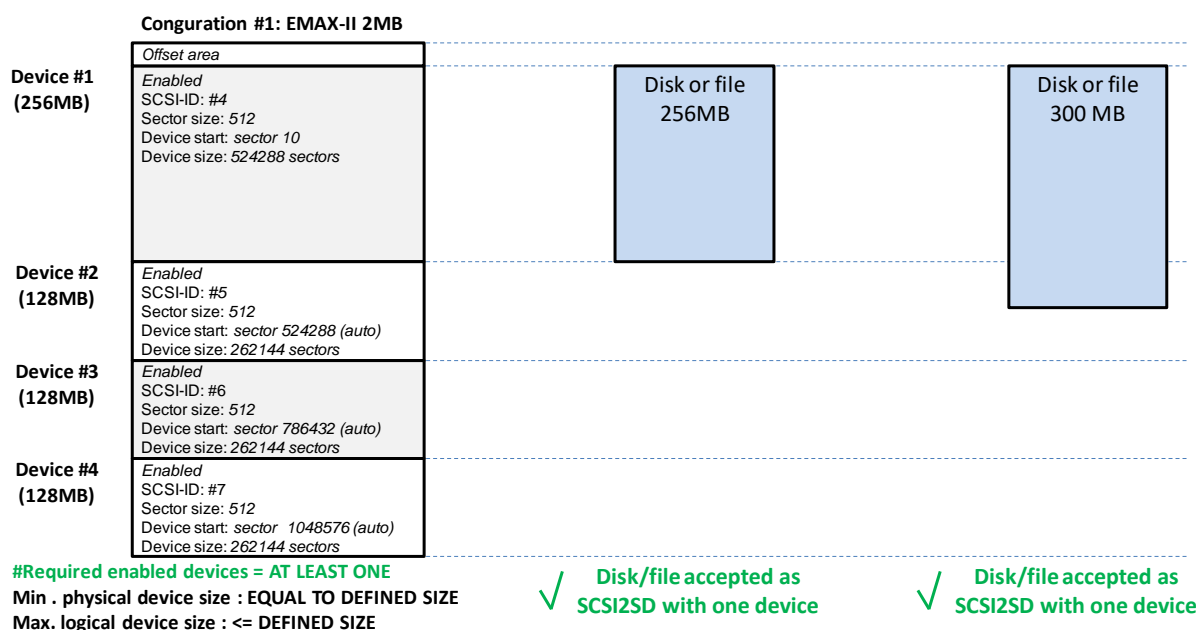 Conguration #1: EMAX-II 2MB
Offset area
Device #1
(256MB)
Enabled
SCSI-ID: #4
Sector size: 512
Device start: sector 10
Device size: 524288 sectors
Disk or file
256MB
Disk or file
300 MB
Device #2
(128MB)
Enabled
SCSI-ID: #5
Sector size: 512
Device start: sector 524288 (auto)
Device size: 262144 sectors
Device #3
(128MB)
Enabled
SCSI-ID: #6
Sector size: 512
Device start: sector 786432 (auto)
Device size: 262144 sectors
Device #4
(128MB)
Enabled
SCSI-ID: #7
Sector size: 512
Device start: sector 1048576 (auto)
Device size: 262144 sectors
#Required enabled devices = AT LEAST ONE
Min . physical device size : EQUAL TO DEFINED SIZE
Max. logical device size : <= DEFINED SIZE
√ Disk/file accepted as
SCSI2SD with one device
√ Disk/file accepted as
SCSI2SD with one device